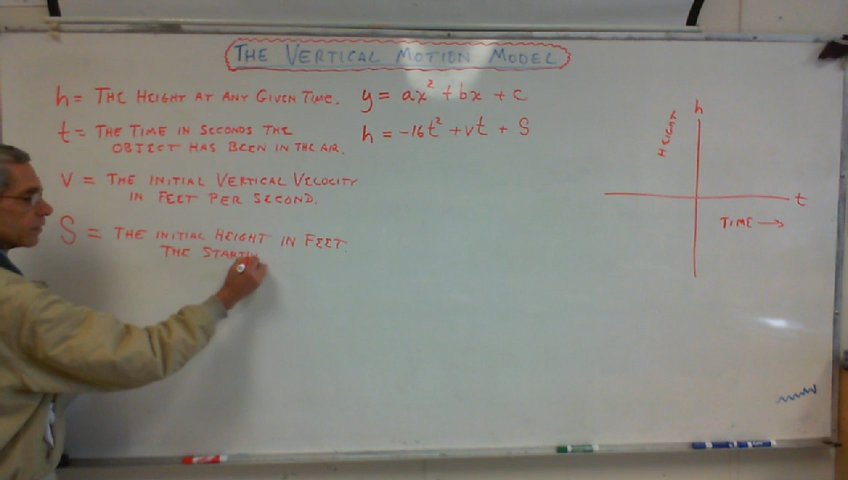 THE VERTICAL MOTION MODEL
h = THE HEIGHT AT ANY GIVEN TIME.
t = THE TIME IN SECONDS THE
OBJECT HAS BEEN IN THE AIR.
V = THE INITIAL VERTICAL VELOCITY
IN FEET PER SECOND.
S = THE INITIAL HEIGHT IN FEET
THE STARTIN
y = ax² + bx + c
h = -16t² + vt + S
h
HEIGHT
t
TIME →